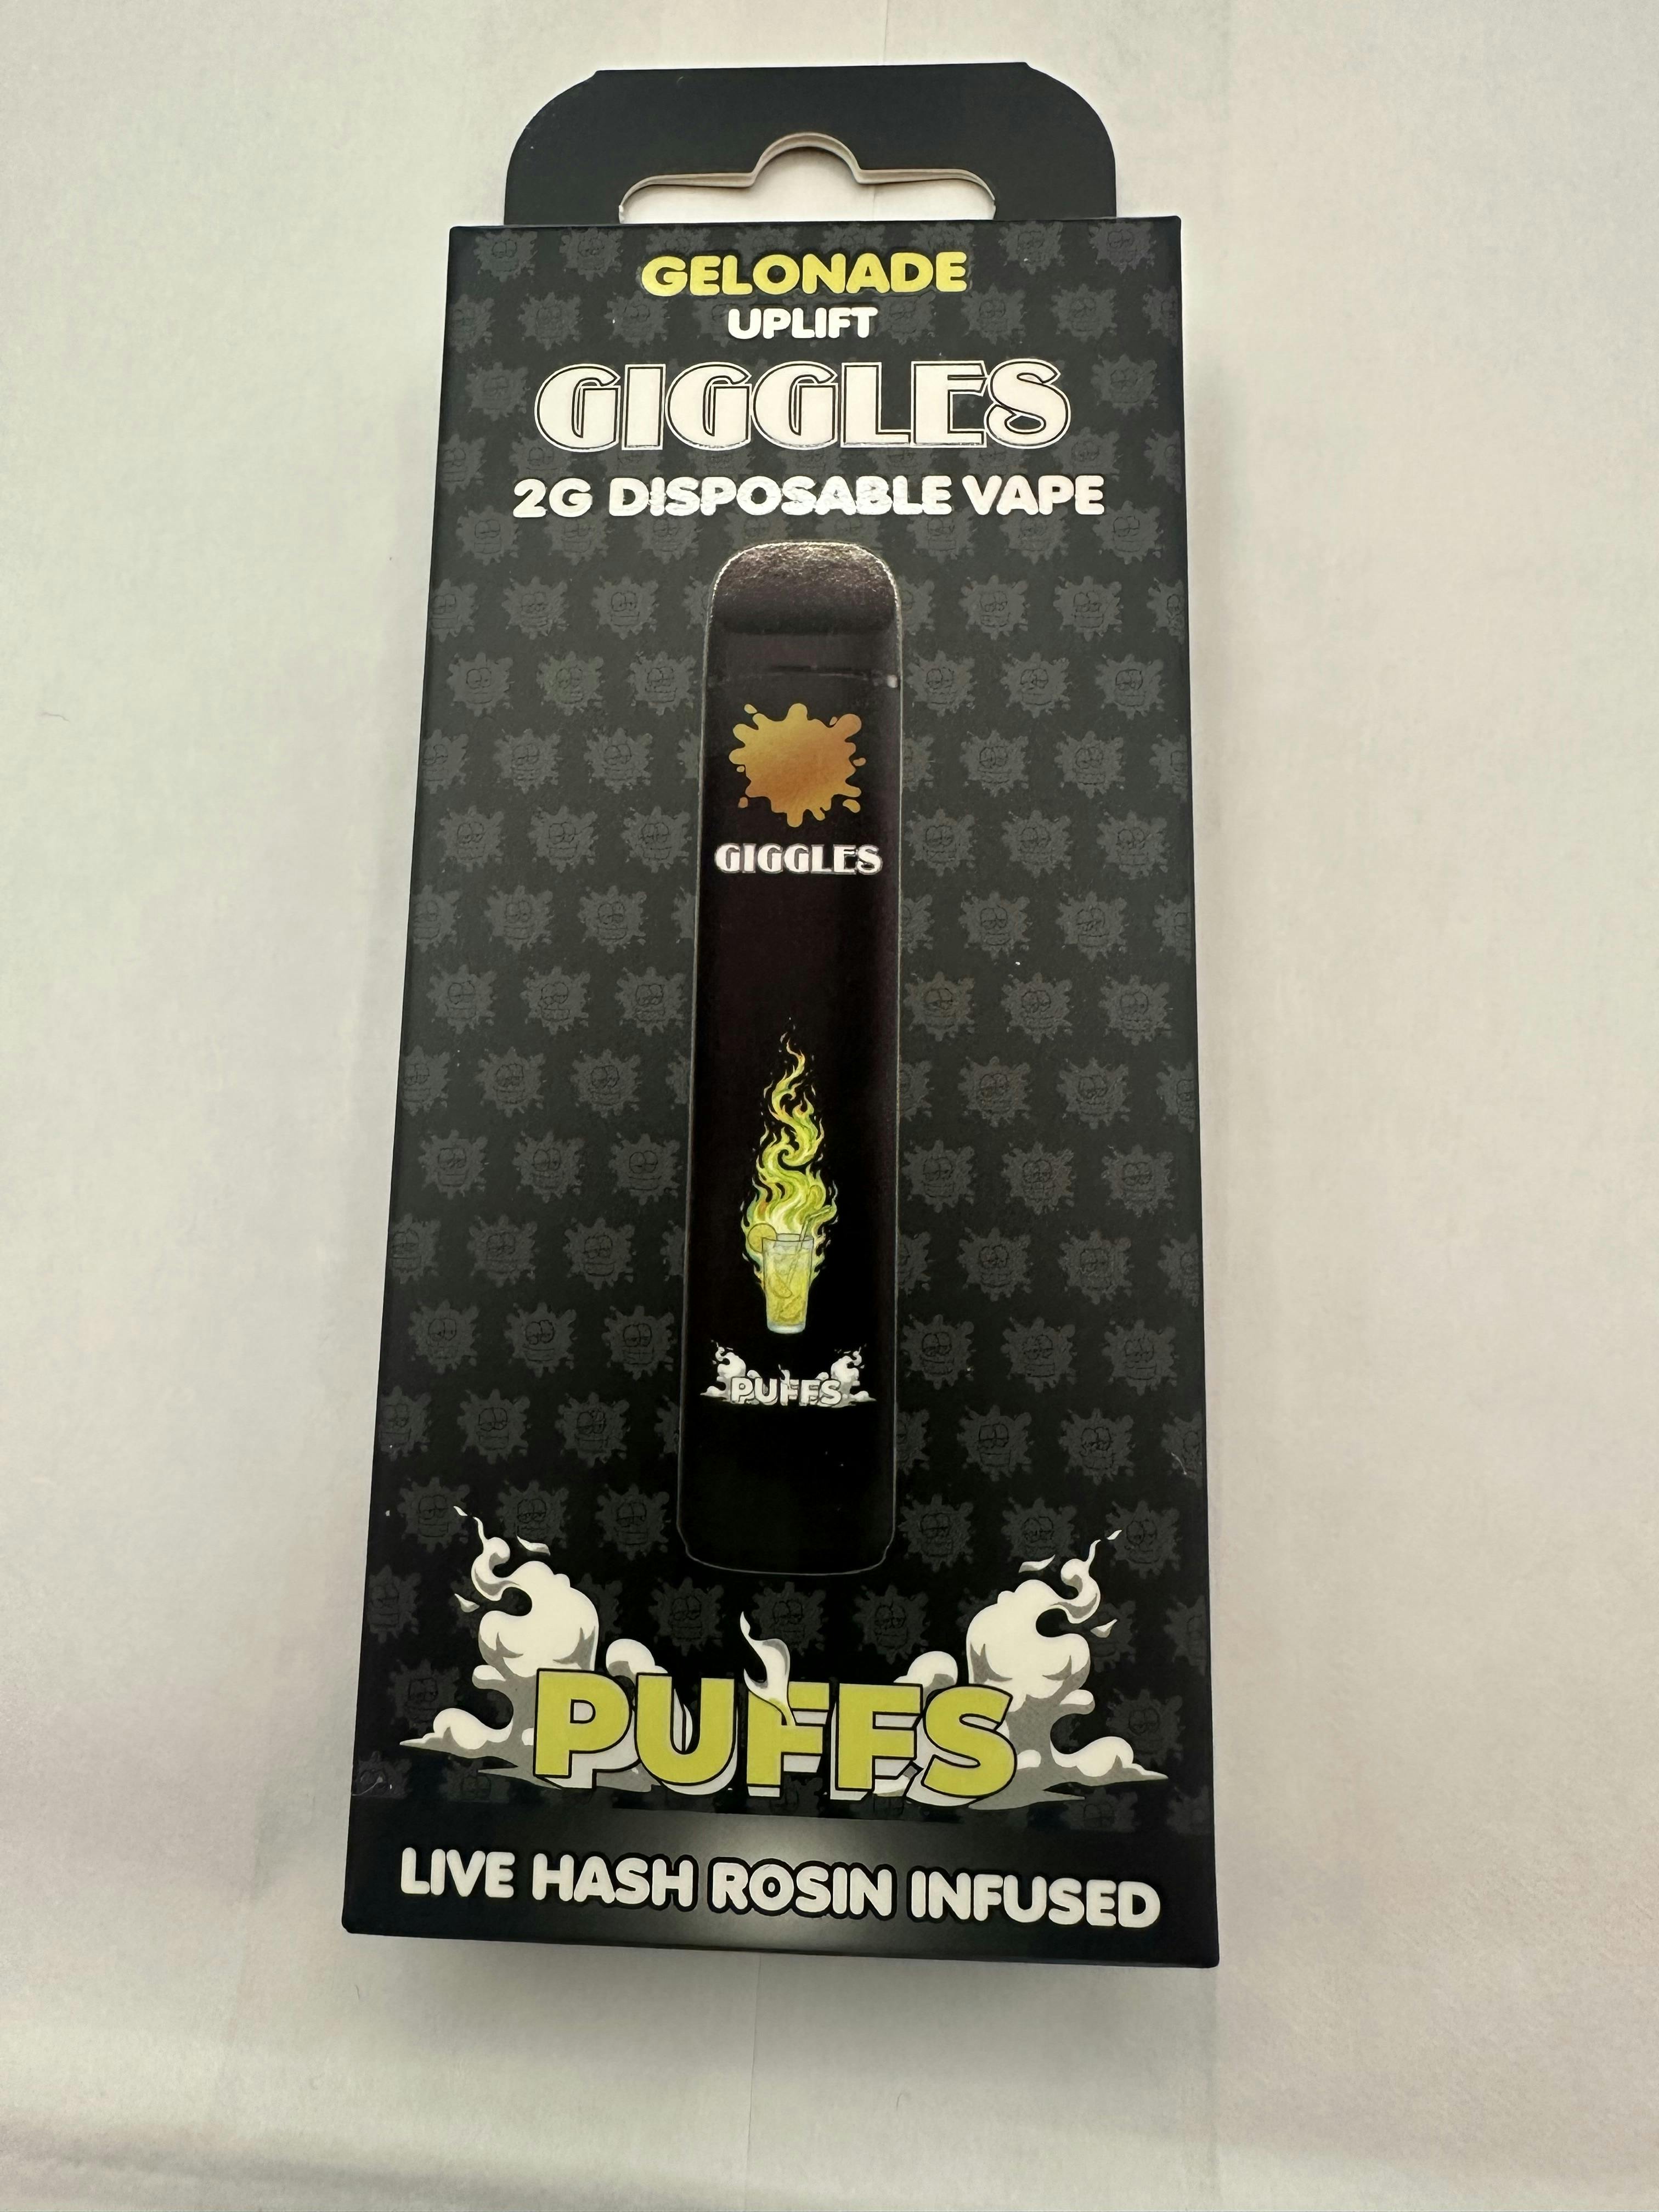 GELONADE
UPLIFT
GIGGLES
2G DISPOSABLE VAPE
GIGGLES
PUFFS
PUFFS
LIVE HASH ROSIN INFUSED